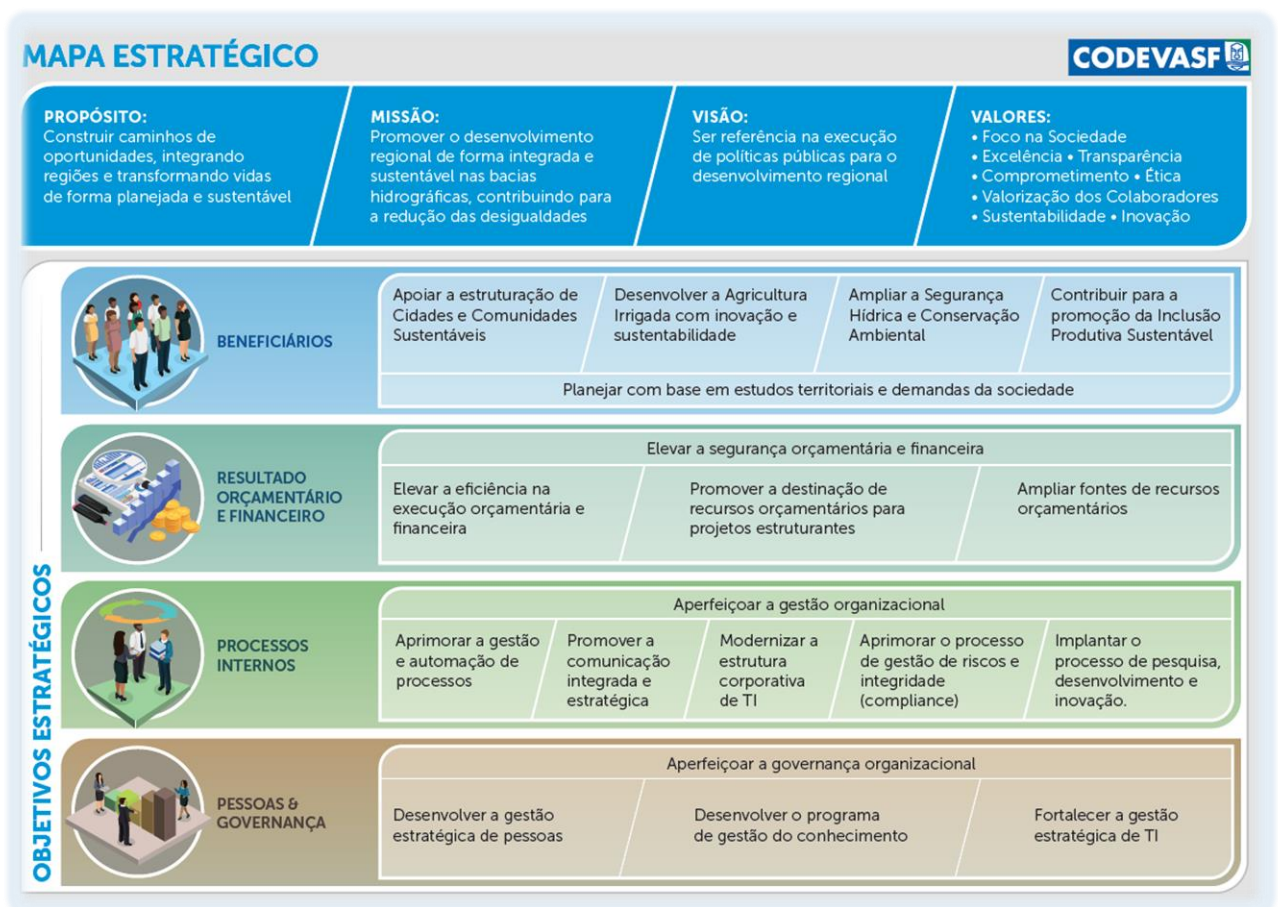 MAPA ESTRATÉGICO
CODEVASF
PROPÓSITO:
Construir caminhos de
oportunidades, integrando
regiões e transformando vidas
de forma planejada e sustentável
MISSÃO:
Promover o desenvolvimento
regional de forma integrada e
sustentável nas bacias
hidrográficas, contribuindo para
a redução das desigualdades
VISÃO:
Ser referência na execução
de políticas públicas para o
desenvolvimento regional
VALORES:
• Foco na Sociedade
• Excelência • Transparência
• Comprometimento • Ética
• Valorização dos Colaboradores
• Sustentabilidade • Inovação
OBJETIVOS ESTRATÉGICOS
BENEFICIÁRIOS
Apoiar a estruturação de
Cidades e Comunidades
Sustentáveis
Desenvolver a Agricultura
Irrigada com inovação e
sustentabilidade
Ampliar a Segurança
Hídrica e Conservação
Ambiental
Contribuir para a
promoção da Inclusão
Produtiva Sustentável
Planejar com base em estudos territoriais e demandas da sociedade
RESULTADO
ORÇAMENTÁRIO
E FINANCEIRO
Elevar a segurança orçamentária e financeira
Elevar a eficiência na
execução orçamentária e
financeira
Promover a destinação de
recursos orçamentários para
projetos estruturantes
Ampliar fontes de recursos
orçamentários
PROCESSOS
INTERNOS
Aperfeiçoar a gestão organizacional
Aprimorar a gestão
e automação de
processos
Promover a
comunicação
integrada e
estratégica
Modernizar a
estrutura
corporativa
de TI
Aprimorar o processo
de gestão de riscos e
integridade
(compliance)
Implantar o
processo de pesquisa,
desenvolvimento e
inovação.
PESSOAS &
GOVERNANÇA
Aperfeiçoar a governança organizacional
Desenvolver a gestão
estratégica de pessoas
Desenvolver o programa
de gestão do conhecimento
Fortalecer a gestão
estratégica de TI